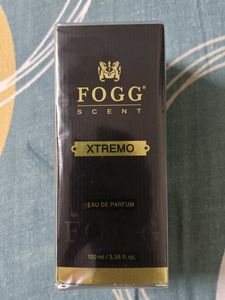 FOGG®
SCENT
XTREMO
EAU DE PARFUM
FOGG
100 ml / 3.38 fl. oz.